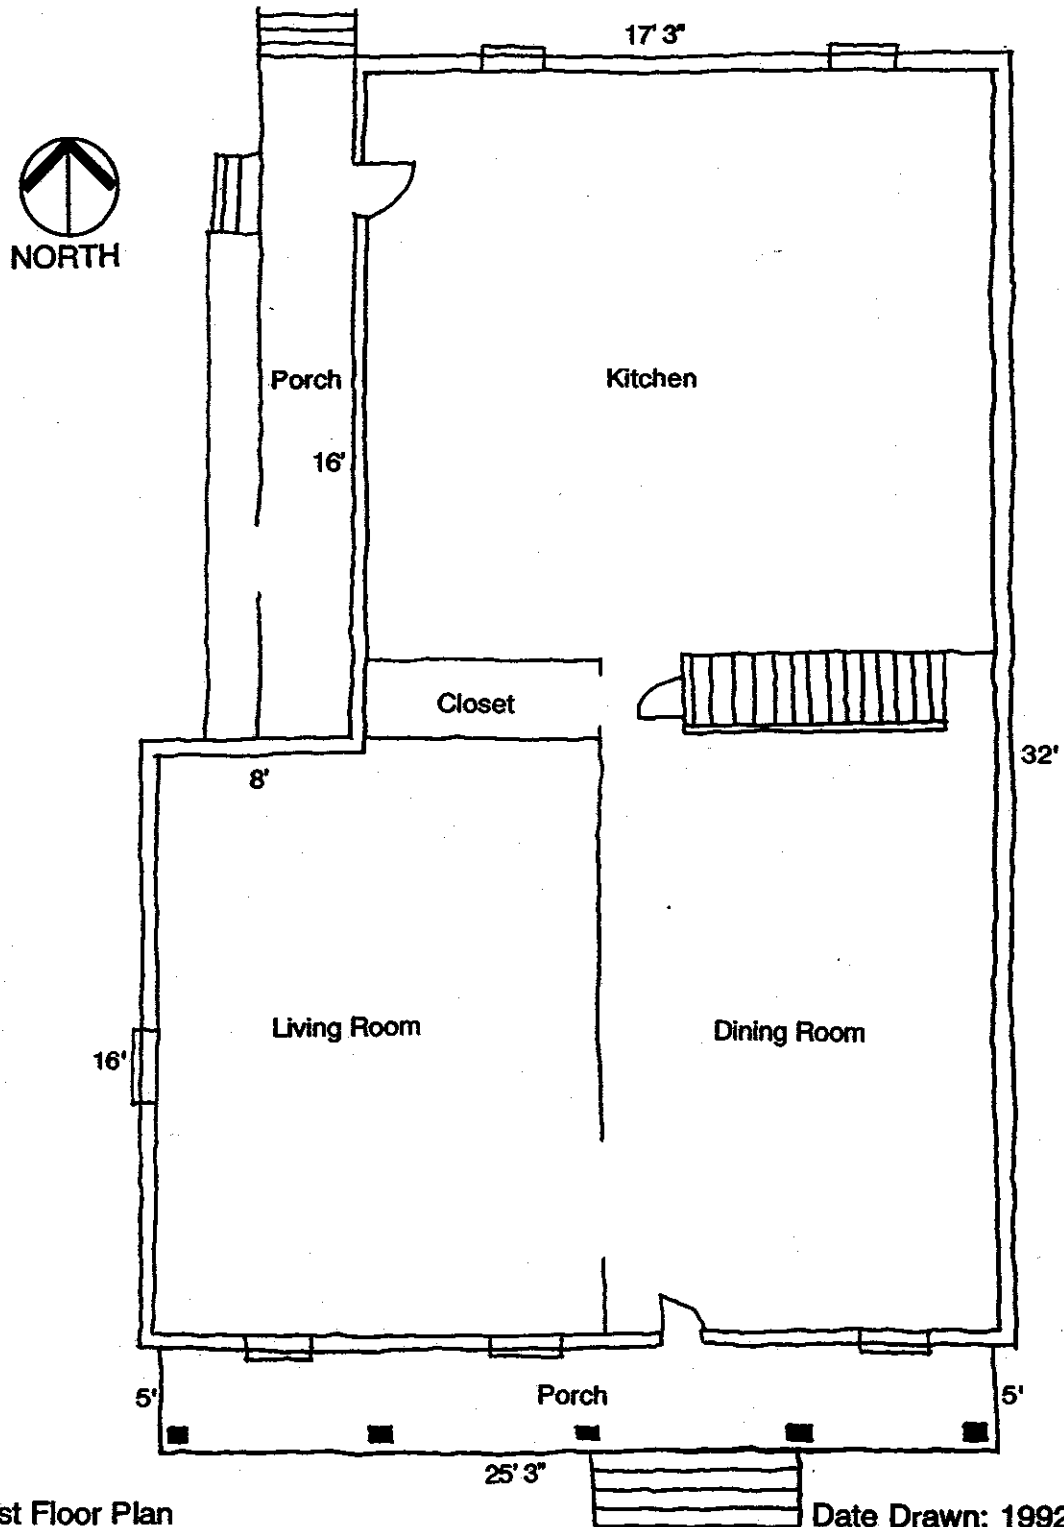 17' 3"
NORTH
Porch
Kitchen
16'
Closet
32'
8'
Living Room
Dining Room
16'
5'
Porch
5'
25' 3"
st Floor Plan
Date Drawn: 1992